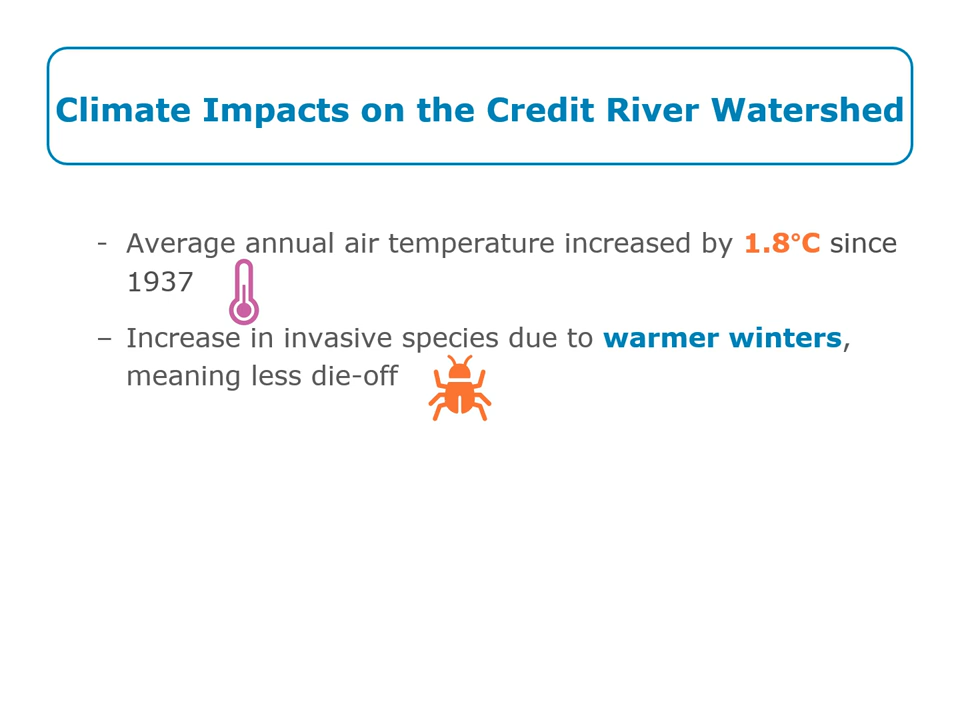 Climate Impacts on the Credit River Watershed
- Average annual air temperature increased by 1.8°C since
1937
– Increase in invasive species due to warmer winters,
meaning less die-off